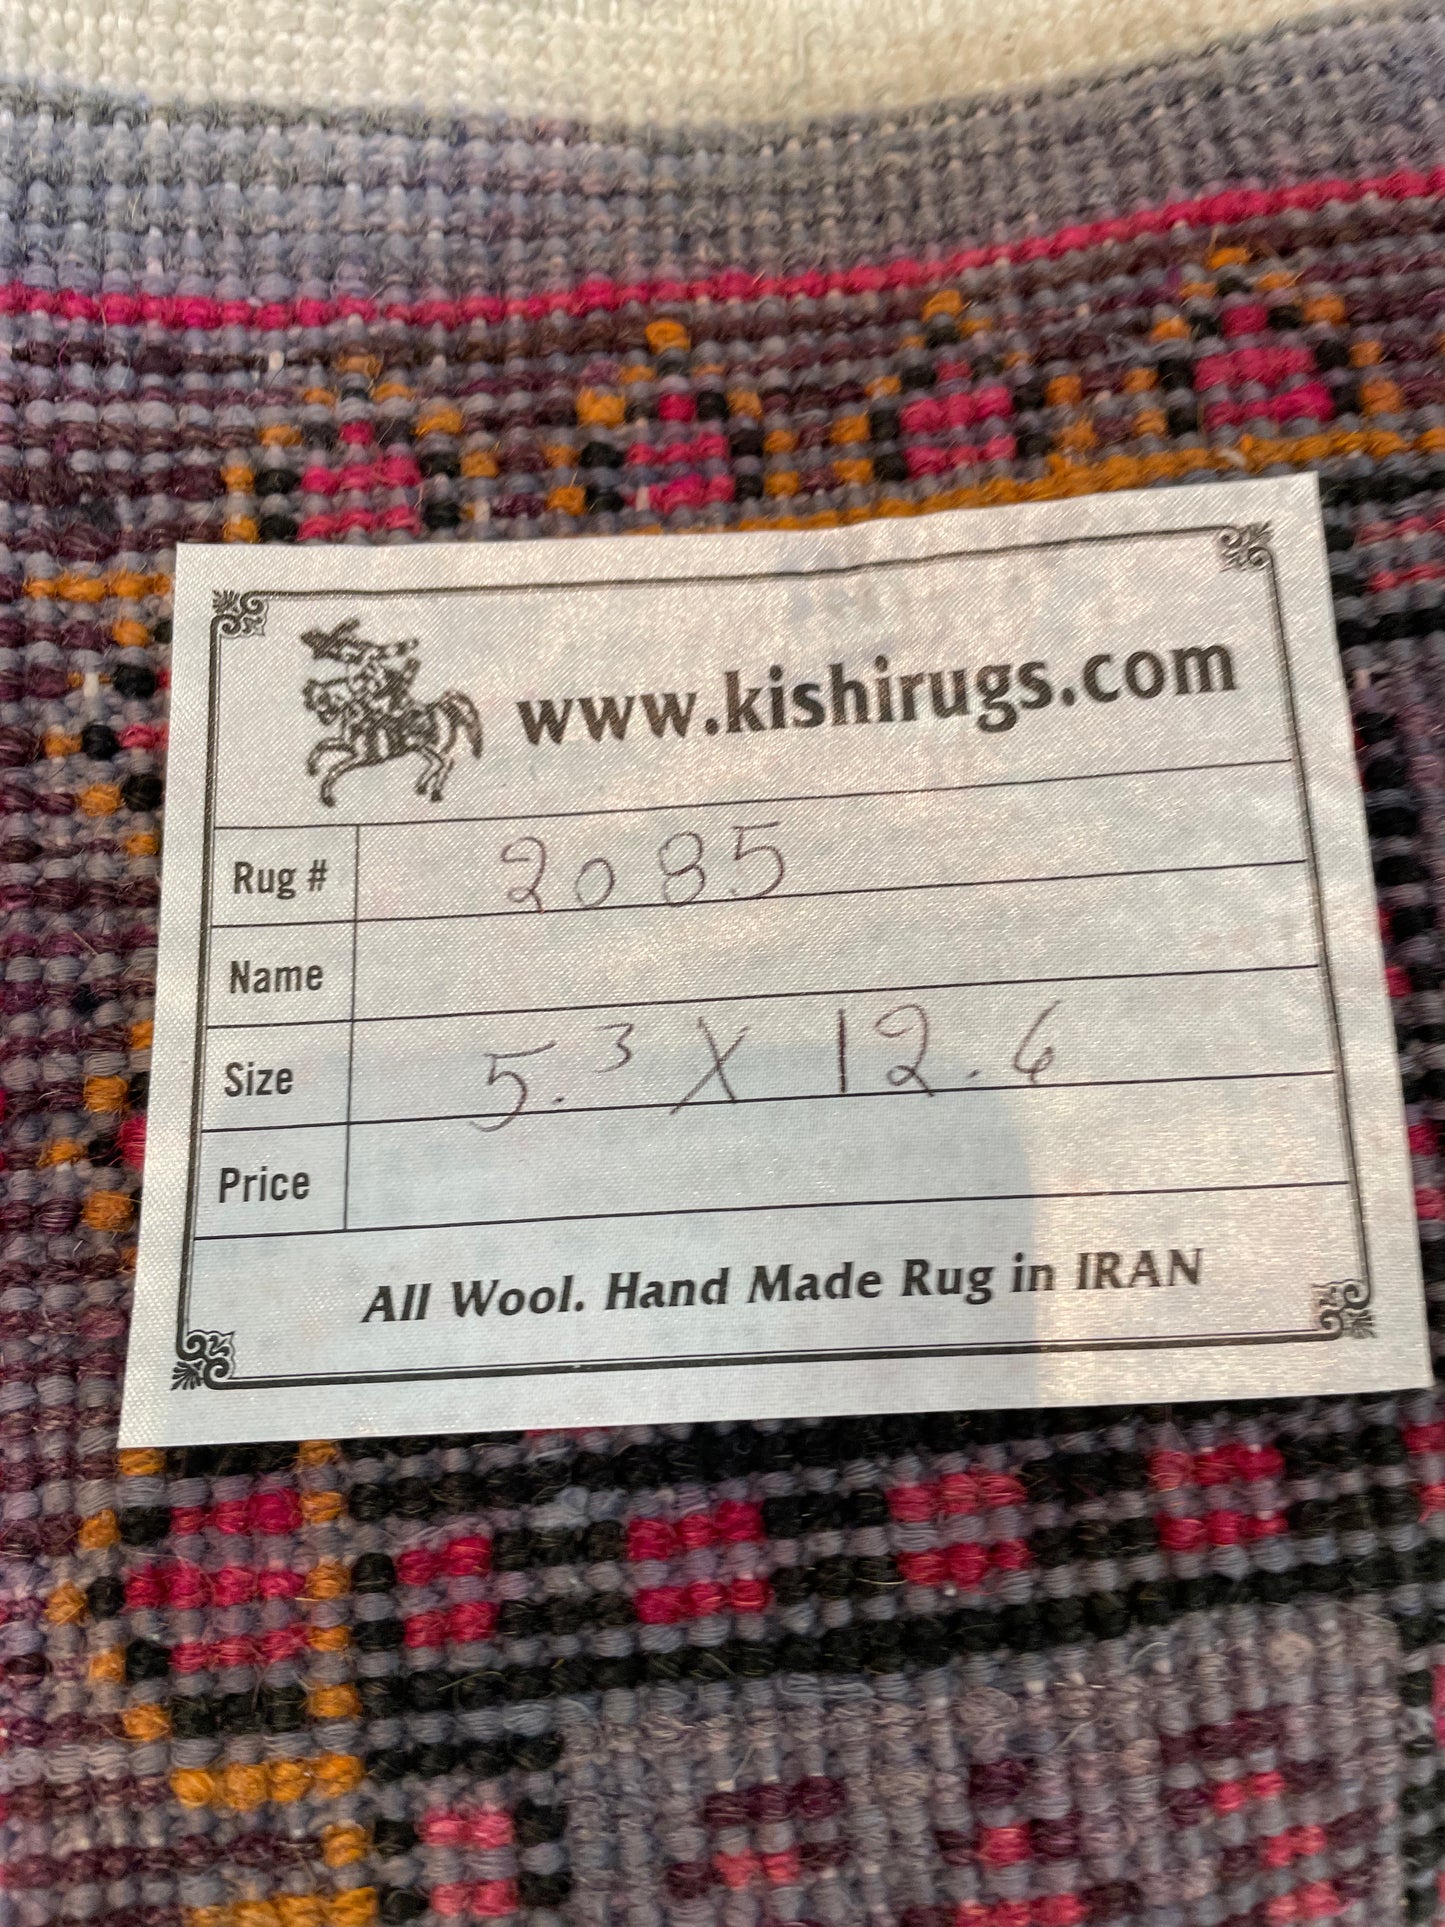 www.kishirugs.com
Rug # 2085
Name
Size 5.3 X 12.6
Price
All Wool. Hand Made Rug in IRAN